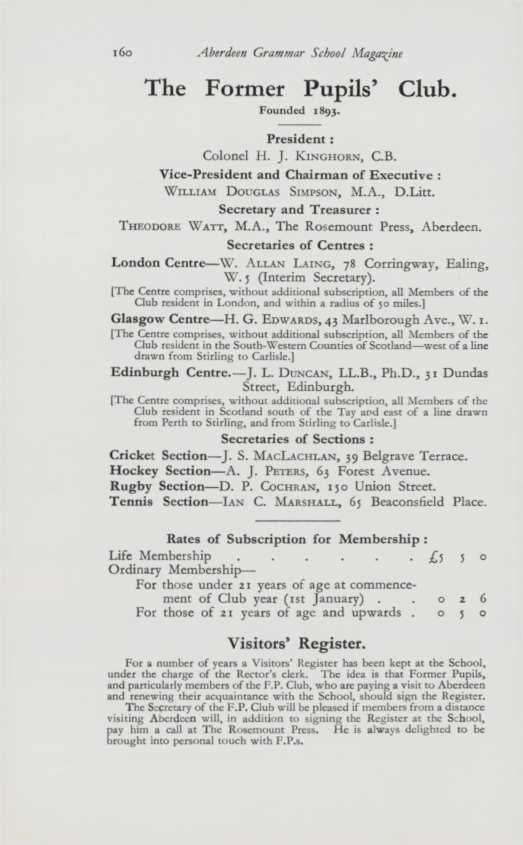 160 Aberdeen Grammar School Magazine
The Former Pupils' Club.
Founded 1893.
President :
Colonel H. J. Kinghorn, C.B.
Vice-President and Chairman of Executive :
William Douglas Simpson, M.A., D.Litt.
Secretary and Treasurer :
Theodore Watt, M.A., The Rosemount Press, Aberdeen.
Secretaries of Centres :
London Centre—W. Allan Laing, 78 Corringway, Ealing,
W. 5 (Interim Secretary).
[The Centre comprises, without additional subscription, all Members of the
Club resident in London, and within a radius of 50 miles.]
Glasgow Centre—H. G. Edwards, 43 Marlborough Ave., W. 1.
[The Centre comprises, without additional subscription, all Members of the
Club resident in the South-Western Counties of Scotland—west of a line
drawn from Stirling to Carlisle.]
Edinburgh Centre.—J. L. Duncan, LL.B., Ph.D., 31 Dundas
Street, Edinburgh.
[The Centre comprises, without additional subscription, all Members of the
Club resident in Scotland south of the Tay and east of a line drawn
from Perth to Stirling, and from Stirling to Carlisle.]
Secretaries of Sections :
Cricket Section—J. S. MacLachlan, 39 Belgrave Terrace.
Hockey Section—A. J. Peters, 63 Forest Avenue.
Rugby Section—D. P. Cochran, 150 Union Street.
Tennis Section—Ian C. Marshall, 65 Beaconsfield Place.
Rates of Subscription for Membership :
Life Membership . . . . . . £5 5 0
Ordinary Membership—
For those under 21 years of age at commence-
ment of Club year (1st January) . . 0 2 6
For those of 21 years of age and upwards . 0 5 0
Visitors' Register.
For a number of years a Visitors' Register has been kept at the School,
under the charge of the Rector's clerk. The idea is that Former Pupils,
and particularly members of the F.P. Club, who are paying a visit to Aberdeen
and renewing their acquaintance with the School, should sign the Register.
The Secretary of the F.P. Club will be pleased if members from a distance
visiting Aberdeen will, in addition to signing the Register at the School,
pay him a call at The Rosemount Press. He is always delighted to be
brought into personal touch with F.P.s.